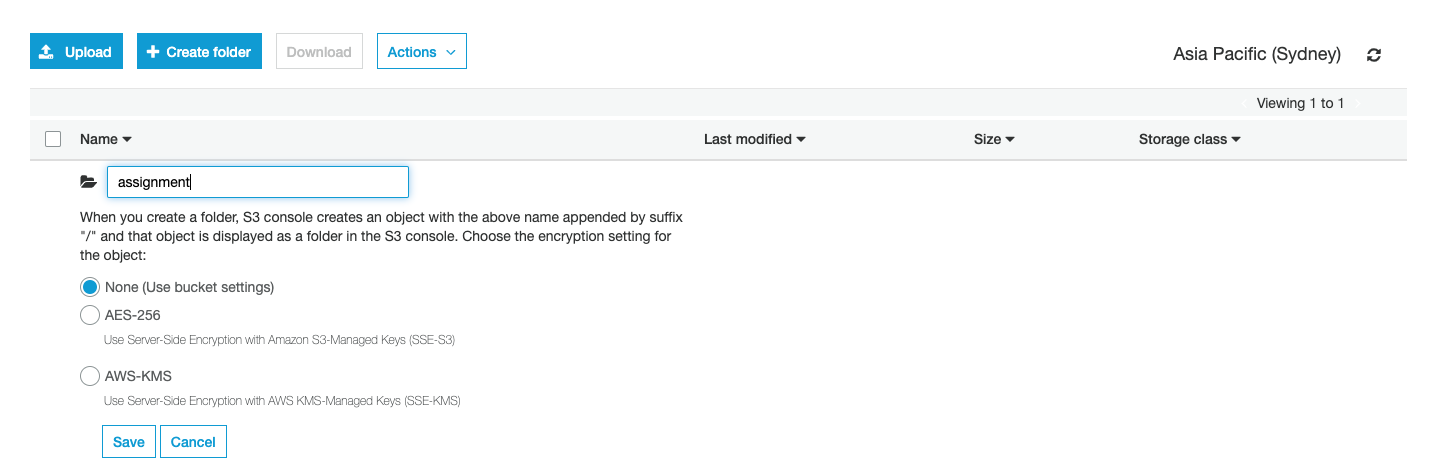 Upload Create folder Download Actions
Asia Pacific (Sydney)
Viewing 1 to 1
Name Last modified Size Storage class
assignment
When you create a folder, S3 console creates an object with the above name appended by suffix
"/" and that object is displayed as a folder in the S3 console. Choose the encryption setting for
the object:
None (Use bucket settings)
AES-256
Use Server-Side Encryption with Amazon S3-Managed Keys (SSE-S3)
AWS-KMS
Use Server-Side Encryption with AWS KMS-Managed Keys (SSE-KMS)
Save Cancel